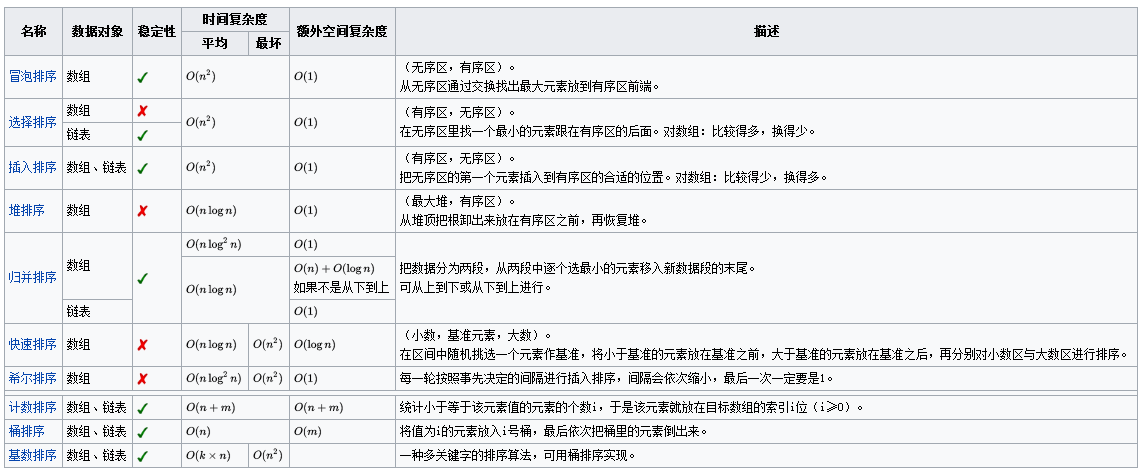 名称 数据对象 稳定性 时间复杂度 额外空间复杂度 描述
平均 最坏
冒泡排序 数组 ✓ O(n²) O(1) （无序区，有序区）。
从无序区通过交换找出最大元素放到有序区前端。
选择排序 数组 ✗ O(n²) O(1) （有序区，无序区）。
链表 ✓ 在无序区里找一个最小的元素跟在有序区的后面。对数组：比较得多，换得少。
插入排序 数组、链表 ✓ O(n²) O(1) （有序区，无序区）。
把无序区的第一个元素插入到有序区的合适的位置。对数组：比较得少，换得多。
堆排序 数组 ✗ O(n log n) O(1) （最大堆，有序区）。
从堆顶把根卸出来放在有序区之前，再恢复堆。
归并排序 数组 ✓ O(n log² n) O(1) 把数据分为两段，从两段中逐个选最小的元素移入新数据段的末尾。
O(n log n) O(n) + O(log n) 可从上到下或从下到上进行。
如果不是从下到上
链表 O(1)
快速排序 数组 ✗ O(n log n) O(n²) O(log n) （小数，基准元素，大数）。
在区间中随机挑选一个元素作基准，将小于基准的元素放在基准之前，大于基准的元素放在基准之后，再分别对小数区与大数区进行排序。
希尔排序 数组 ✗ O(n log² n) O(n²) O(1) 每一轮按照事先决定的间隔进行插入排序，间隔会依次缩小，最后一次一定要是1。
计数排序 数组、链表 ✓ O(n + m) O(n + m) 统计小于等于该元素值的元素的个数i，于是该元素就放在目标数组的索引i位（i≥0）。
桶排序 数组、链表 ✓ O(n) O(m) 将值为i的元素放入i号桶，最后依次把桶里的元素倒出来。
基数排序 数组、链表 ✓ O(k × n) O(n²) 一种多关键字的排序算法，可用桶排序实现。